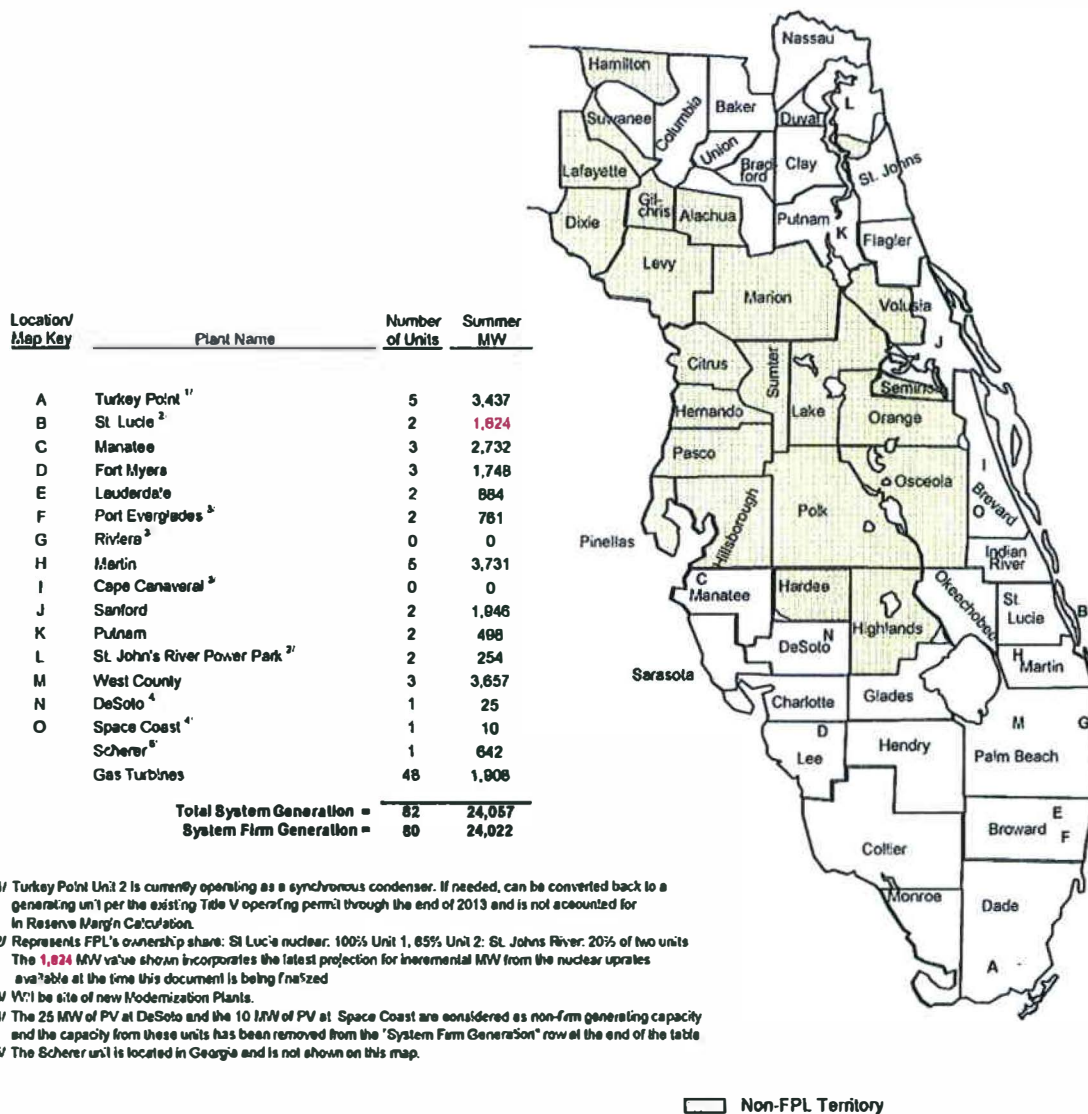 Location/
Map Key
Plant Name
Number of Units
Summer MW
A Turkey Point 1/ 5 3,437
B St. Lucie 2/ 2 1,824
C Manatee 3 2,732
D Fort Myers 3 1,748
E Lauderdale 2 884
F Port Everglades 3/ 2 761
G Riviera 3/ 0 0
H Martin 5 3,731
I Cape Canaveral 3/ 0 0
J Sanford 2 1,946
K Putnam 2 498
L St. John's River Power Park 2/ 2 254
M West County 3 3,657
N DeSoto 4/ 1 25
O Space Coast 4/ 1 10
Scherer 5/ 1 642
Gas Turbines 48 1,908
Total System Generation = 82 24,057
System Firm Generation = 80 24,022
1/ Turkey Point Unit 2 is currently operating as a synchronous condenser. If needed, can be converted back to a
generating unit per the existing Title V operating permit through the end of 2013 and is not accounted for
in Reserve Margin Calculation.
2/ Represents FPL's ownership share: St Lucie nuclear: 100% Unit 1, 85% Unit 2: St. Johns River: 20% of two units
The 1,824 MW value shown incorporates the latest projection for incremental MW from the nuclear uprates
available at the time this document is being finalized
3/ Will be site of new Modernization Plants.
4/ The 25 MW of PV at DeSoto and the 10 MW of PV at Space Coast are considered as non-firm generating capacity
and the capacity from these units has been removed from the "System Firm Generation" row at the end of the table
5/ The Scherer unit is located in Georgia and is not shown on this map.
Nassau
Hamilton
L
Baker
Columbia
Duval
Suwanee
Union
Brad-
ford
Clay
St. Johns
Lafayette
Gil-
chris
Alachua
Putnam
K
Dixie
Flagler
Levy
Marion
Volusia
J
Citrus
Sumter
Seminole
Hernando
Lake
Orange
Pasco
I
Osceola
Brevard
O
Polk
Hillsborough
Pinellas
Indian
River
C
Manatee
Hardee
Okeechobee
St.
Lucie
B
Highlands
N
DeSoto
H
Martin
Sarasota
Charlotte
Glades
D
Lee
Hendry
M
G
Palm Beach
E
Broward
F
Collier
Monroe
Dade
A
Non-FPL Territory